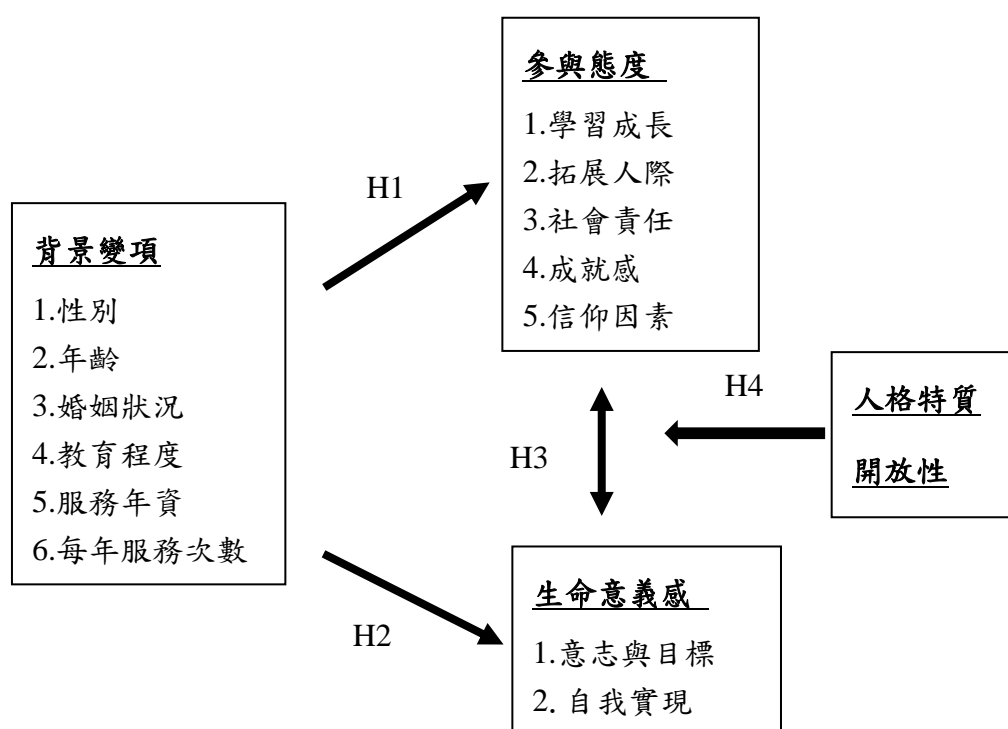 參與態度
1.學習成長
2.拓展人際
3.社會責任
4.成就感
5.信仰因素
H1
背景變項
1.性別
2.年齡
3.婚姻狀況
4.教育程度
5.服務年資
6.每年服務次數
H4
人格特質
開放性
H3
H2
生命意義感
1.意志與目標
2. 自我實現